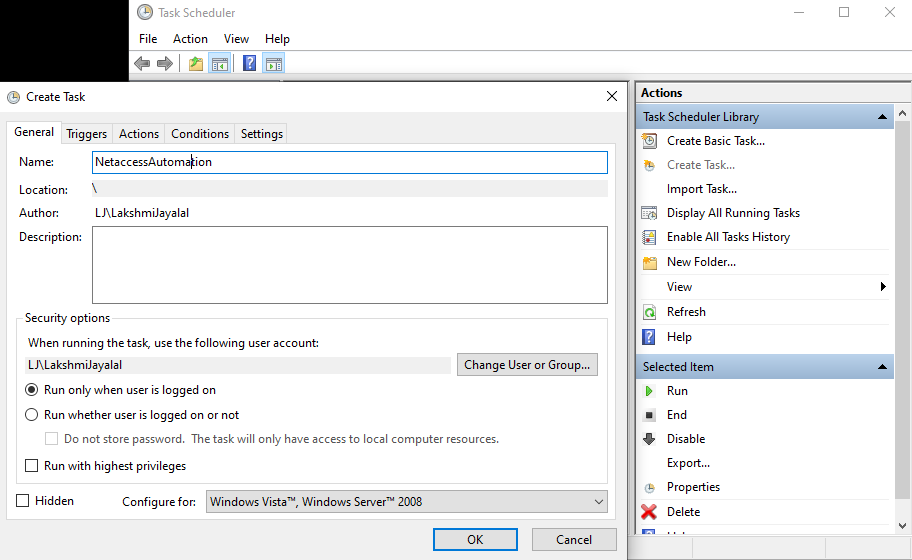 Task Scheduler
File Action View Help
Create Task
General Triggers Actions Conditions Settings
Name: NetaccessAutomation
Location: \
Author: LJ\LakshmiJayalal
Description:
Security options
When running the task, use the following user account:
LJ\LakshmiJayalal Change User or Group...
Run only when user is logged on
Run whether user is logged on or not
Do not store password. The task will only have access to local computer resources.
Run with highest privileges
Hidden Configure for: Windows Vista™, Windows Server™ 2008
OK Cancel
Actions
Task Scheduler Library
Create Basic Task...
Create Task...
Import Task...
Display All Running Tasks
Enable All Tasks History
New Folder...
View
Refresh
Help
Selected Item
Run
End
Disable
Export...
Properties
Delete